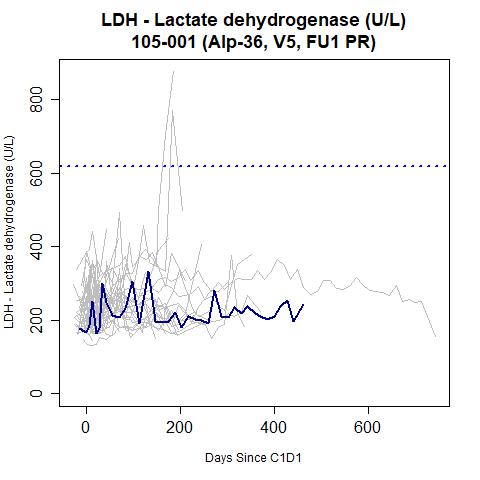 LDH - Lactate dehydrogenase (U/L)
105-001 (Alp-36, V5, FU1 PR)
LDH - Lactate dehydrogenase (U/L)
800
600
400
200
0
0 200 400 600
Days Since C1D1